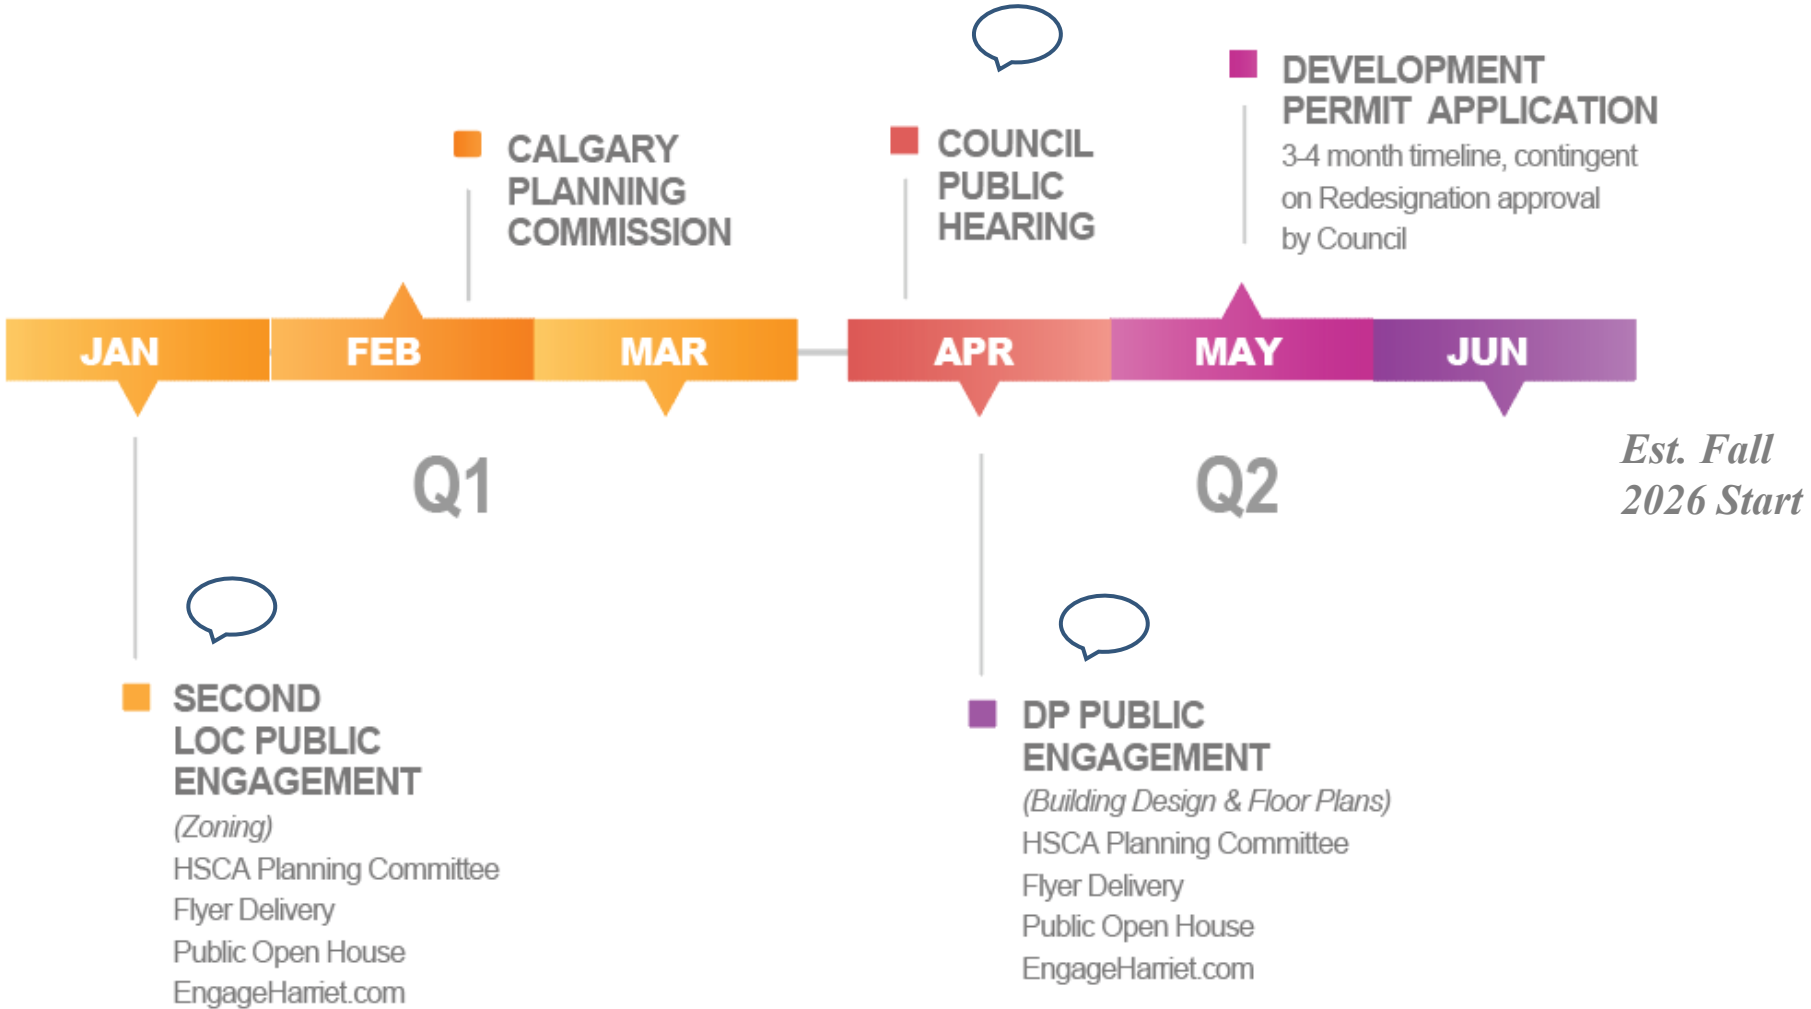 DEVELOPMENT
PERMIT APPLICATION
3-4 month timeline, contingent
on Redesignation approval
by Council
CALGARY
PLANNING
COMMISSION
COUNCIL
PUBLIC
HEARING
JAN
FEB
MAR
APR
MAY
JUN
Q1
Q2
Est. Fall
2026 Start
SECOND
LOC PUBLIC
ENGAGEMENT
(Zoning)
HSCA Planning Committee
Flyer Delivery
Public Open House
EngageHarriet.com
DP PUBLIC
ENGAGEMENT
(Building Design & Floor Plans)
HSCA Planning Committee
Flyer Delivery
Public Open House
EngageHarriet.com